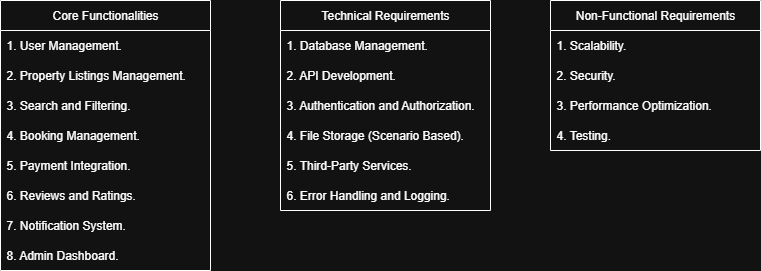 Core Functionalities
1. User Management.
2. Property Listings Management.
3. Search and Filtering.
4. Booking Management.
5. Payment Integration.
6. Reviews and Ratings.
7. Notification System.
8. Admin Dashboard.
Technical Requirements
1. Database Management.
2. API Development.
3. Authentication and Authorization.
4. File Storage (Scenario Based).
5. Third-Party Services.
6. Error Handling and Logging.
Non-Functional Requirements
1. Scalability.
2. Security.
3. Performance Optimization.
4. Testing.